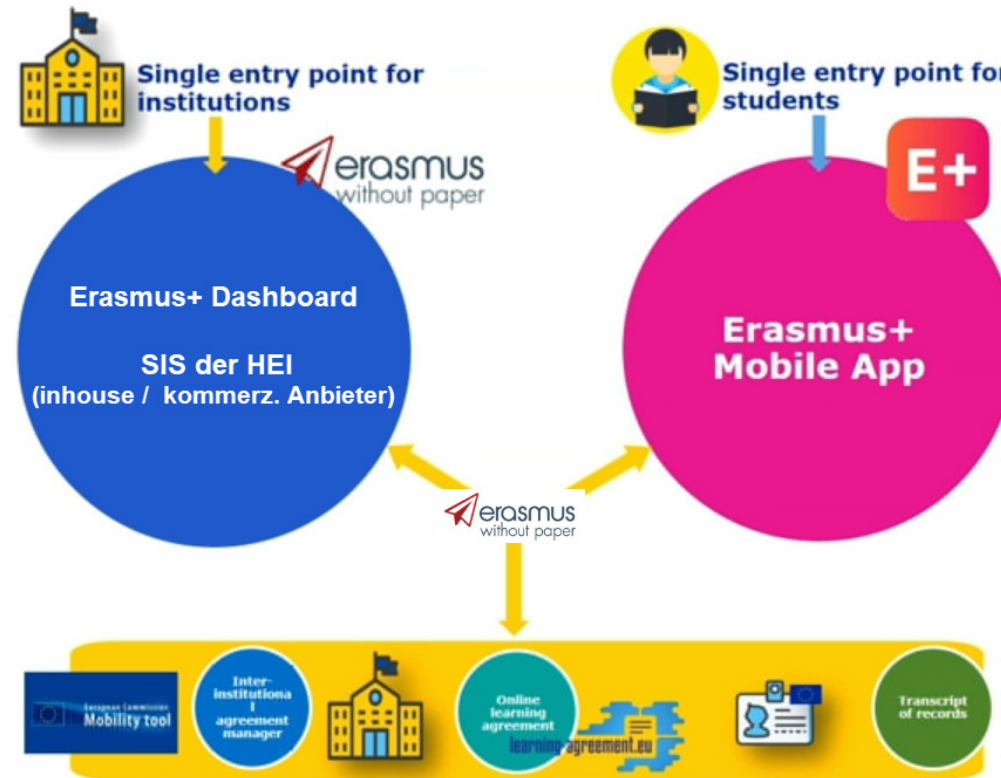 Single entry point for
institutions
Single entry point for
students
erasmus
without paper
E+
Erasmus+ Dashboard
SIS der HEI
(inhouse / kommerz. Anbieter)
Erasmus+
Mobile App
erasmus
without paper
European Commission
Mobility tool
Inter-
institutiona
l
agreement
manager
Online
learning
agreement
learning-agreement.eu
Transcript
of records